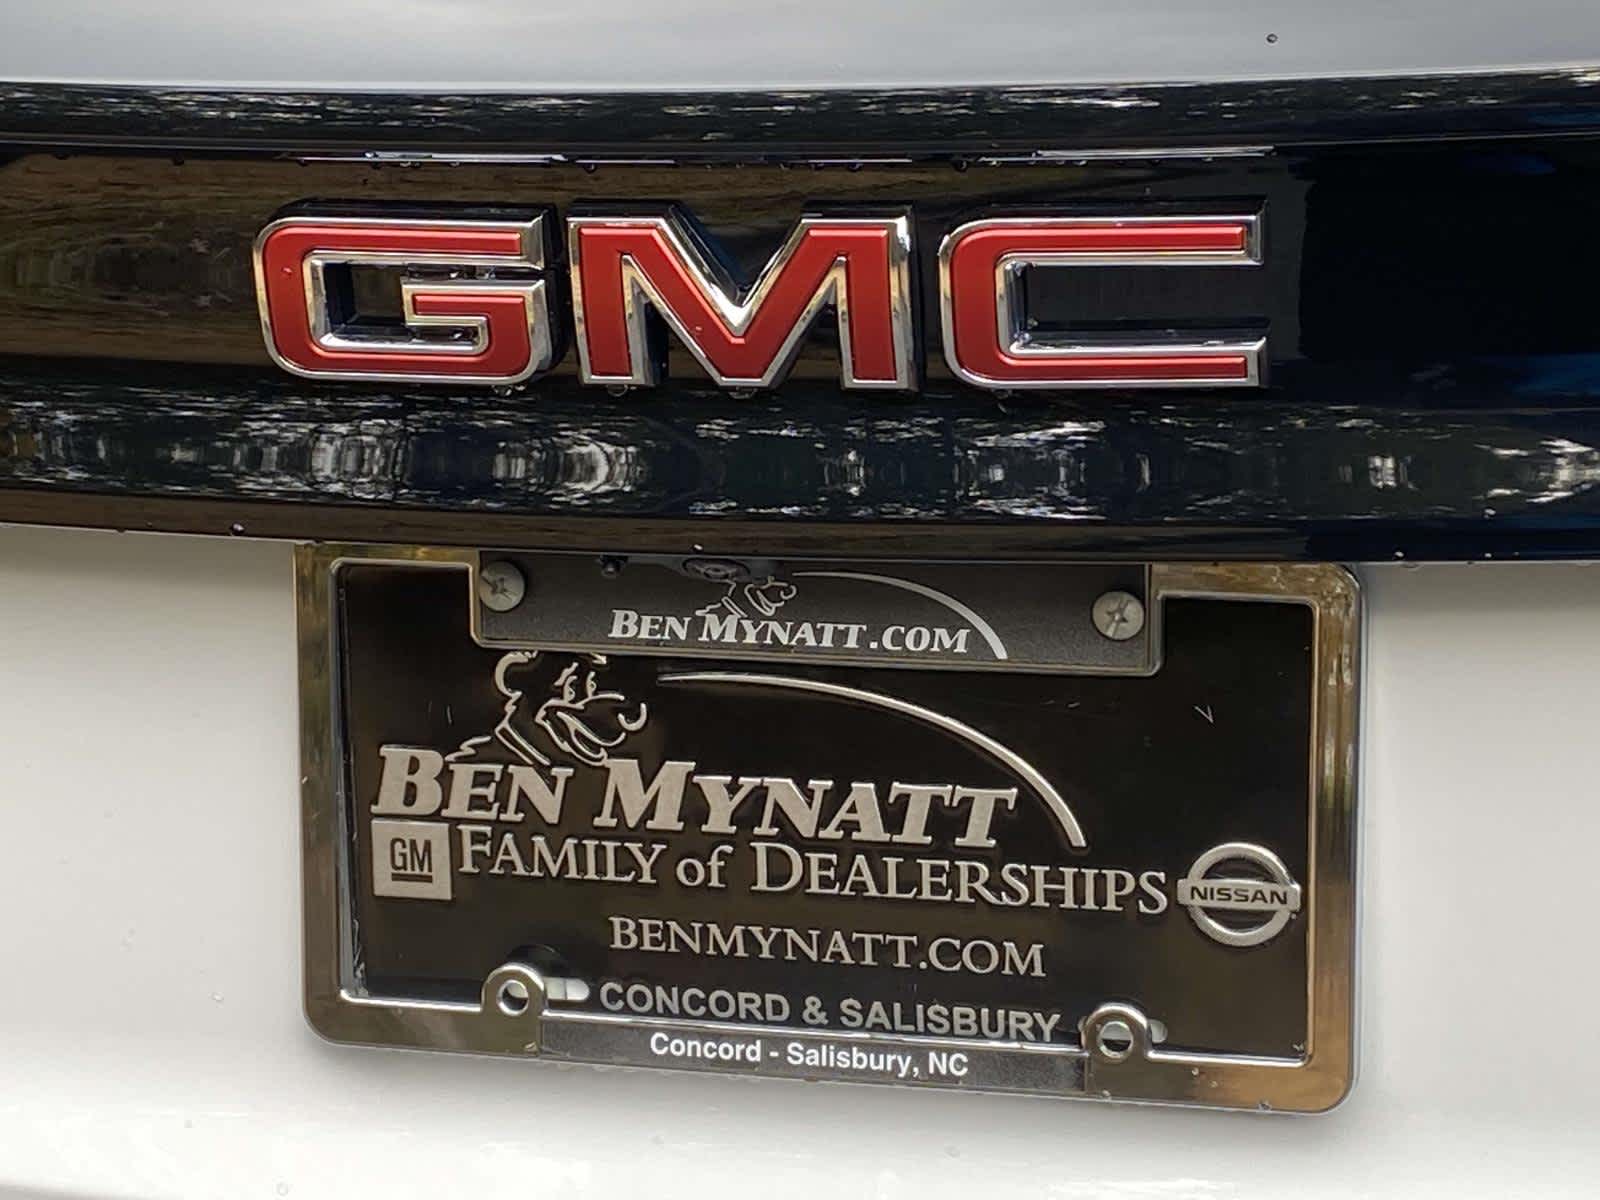 GMC
BEN MYNATT.COM
BEN MYNATT
GM FAMILY of DEALERSHIPS NISSAN
BENMYNATT.COM
CONCORD & SALISBURY
Concord - Salisbury, NC